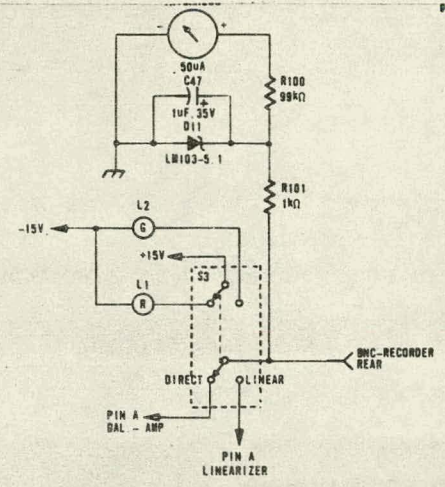 P
- +
50uA
C47
+
1uF.35V
D11
LM103-5.1
R100
99kΩ
R101
1kΩ
L2
G
-15V
+15V
S3
L1
R
BNC-RECORDER
REAR
DIRECT LINEAR
PIN A
BAL - AMP
PIN A
LINEARIZER